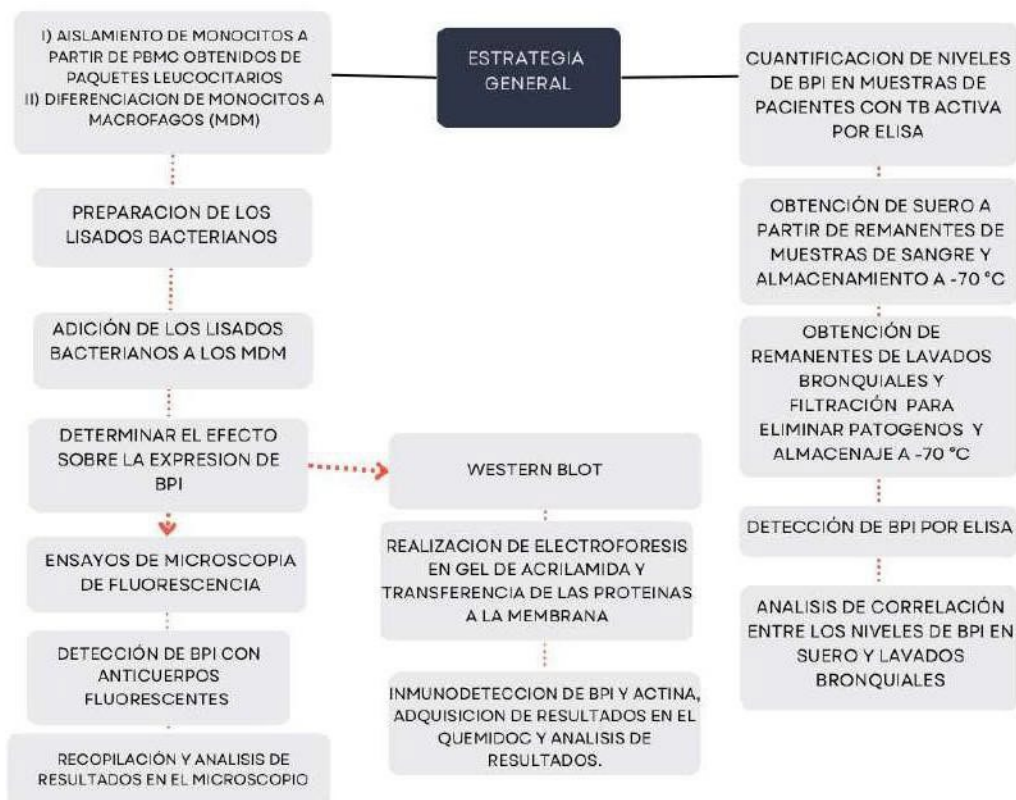 ESTRATEGIA
GENERAL
I) AISLAMIENTO DE MONOCITOS A
PARTIR DE PBMC OBTENIDOS DE
PAQUETES LEUCOCITARIOS
II) DIFERENCIACION DE MONOCITOS A
MACROFAGOS (MDM)
PREPARACION DE LOS
LISADOS BACTERIANOS
ADICIÓN DE LOS LISADOS
BACTERIANOS A LOS MDM
DETERMINAR EL EFECTO
SOBRE LA EXPRESION DE
BPI
ENSAYOS DE MICROSCOPIA
DE FLUORESCENCIA
DETECCIÓN DE BPI CON
ANTICUERPOS
FLUORESCENTES
RECOPILACIÓN Y ANALISIS DE
RESULTADOS EN EL MICROSCOPIO
WESTERN BLOT
REALIZACION DE ELECTROFORESIS
EN GEL DE ACRILAMIDA Y
TRANSFERENCIA DE LAS PROTEINAS
A LA MEMBRANA
INMUNODETECCION DE BPI Y ACTINA,
ADQUISICION DE RESULTADOS EN EL
QUEMIDOC Y ANALISIS DE
RESULTADOS.
CUANTIFICACION DE NIVELES
DE BPI EN MUESTRAS DE
PACIENTES CON TB ACTIVA
POR ELISA
OBTENCIÓN DE SUERO A
PARTIR DE REMANENTES DE
MUESTRAS DE SANGRE Y
ALMACENAMIENTO A -70 °C
OBTENCIÓN DE
REMANENTES DE LAVADOS
BRONQUIALES Y
FILTRACIÓN PARA
ELIMINAR PATOGENOS Y
ALMACENAJE A -70 °C
DETECCIÓN DE BPI POR ELISA
ANALISIS DE CORRELACIÓN
ENTRE LOS NIVELES DE BPI EN
SUERO Y LAVADOS
BRONQUIALES